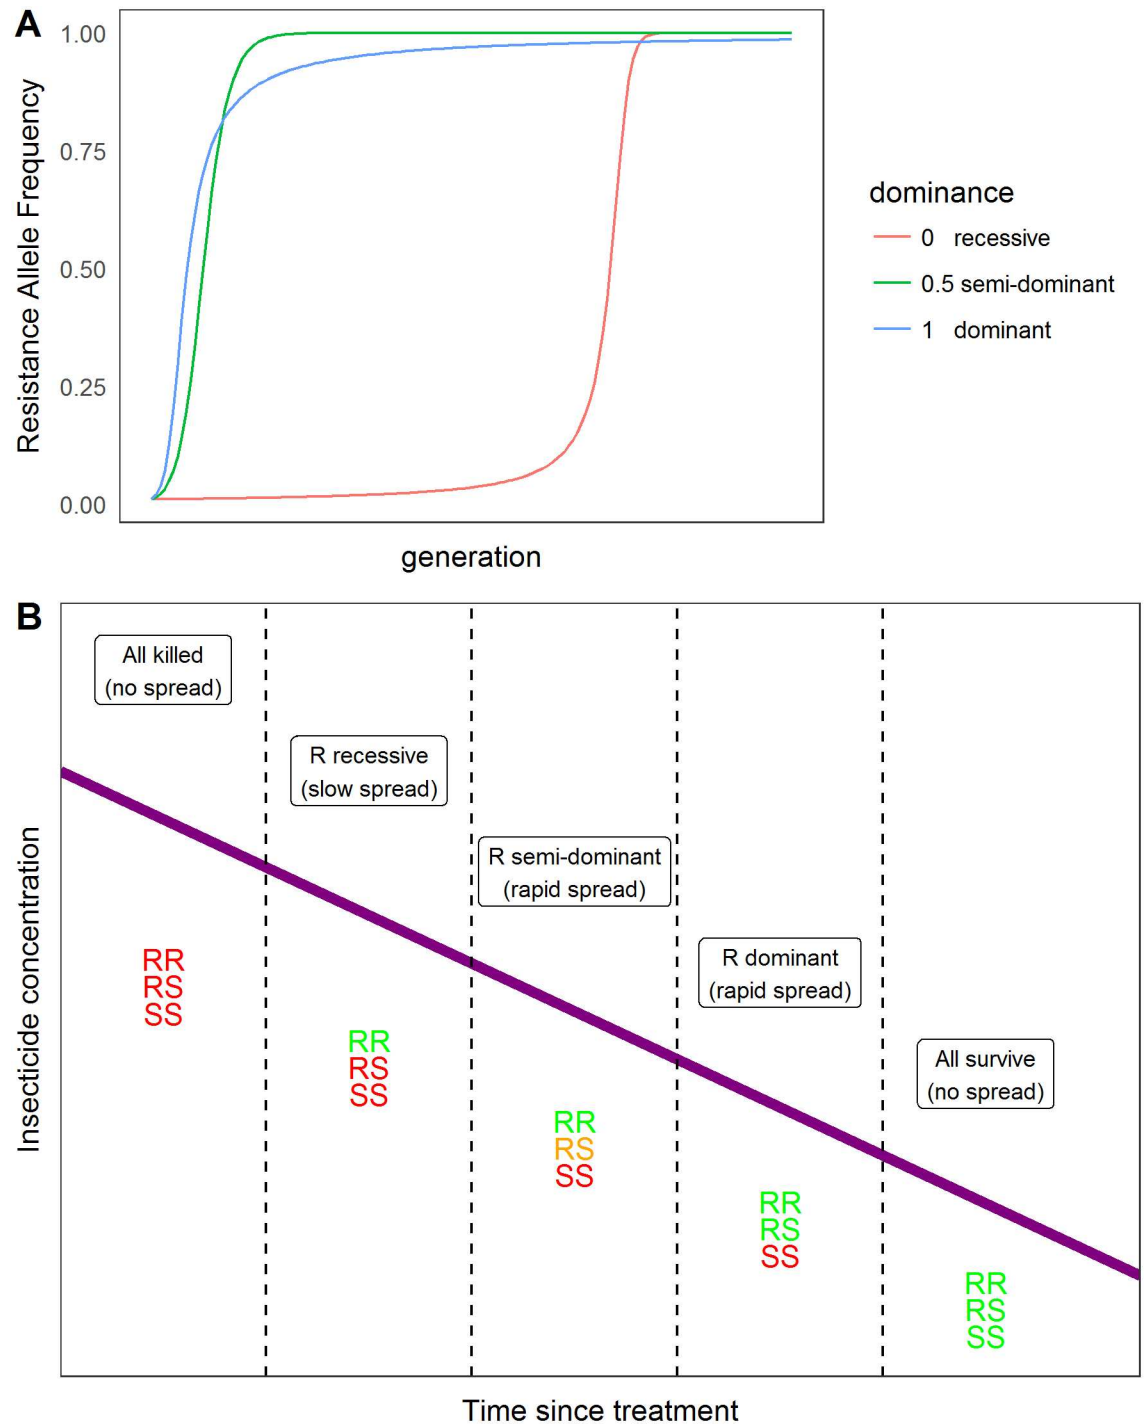 A
1.00
0.75
0.50
0.25
0.00
Resistance Allele Frequency
generation
dominance
0 recessive
0.5 semi-dominant
1 dominant
B
All killed
(no spread)
R recessive
(slow spread)
R semi-dominant
(rapid spread)
R dominant
(rapid spread)
All survive
(no spread)
RR
RS
SS
RR
RS
SS
RR
RS
SS
RR
RS
SS
RR
RS
SS
Insecticide concentration
Time since treatment